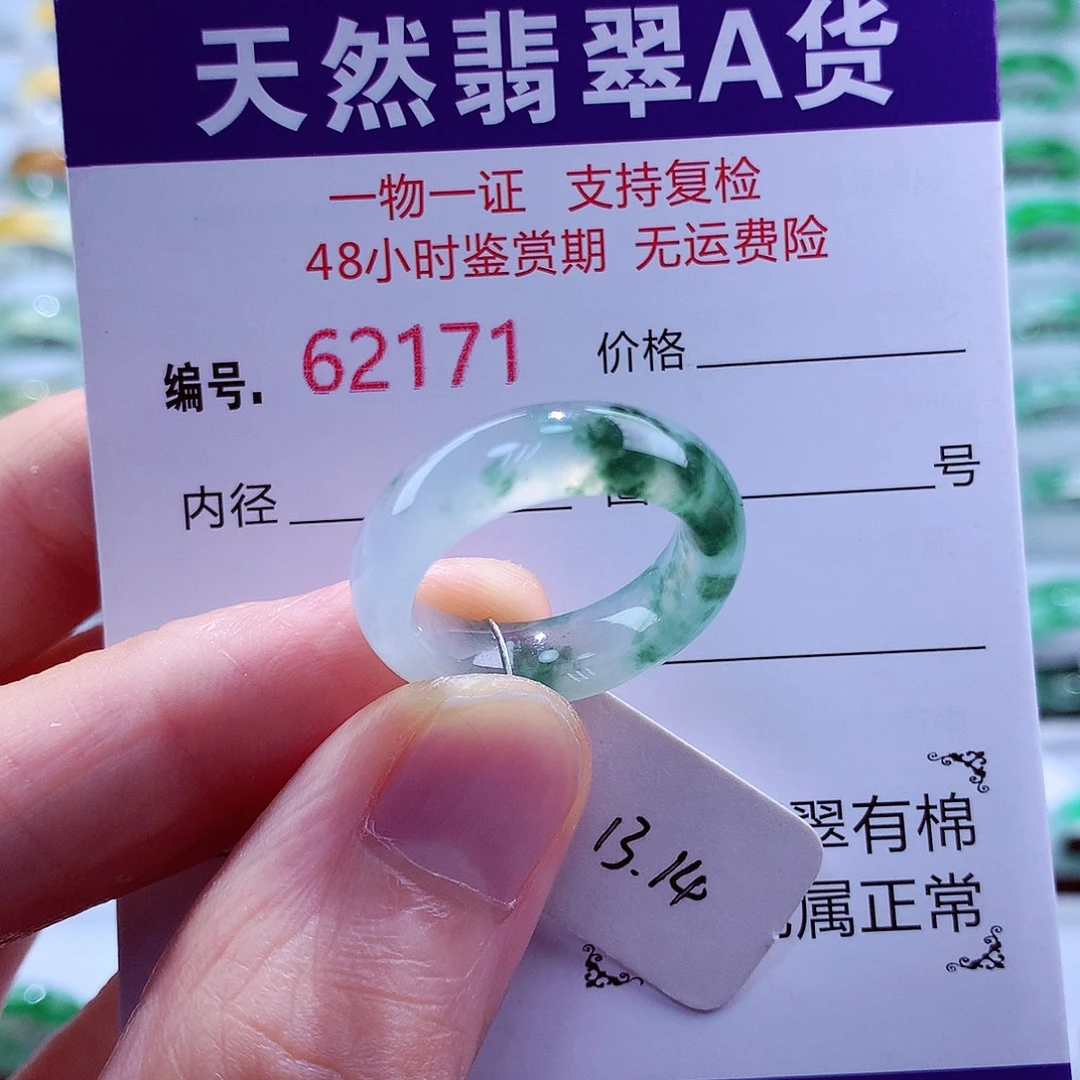 天然翡翠A货
一物一证 支持复检
48小时鉴赏期 无运费险
编号. 62171 价格
内径 号
13.14
翠有棉
属正常